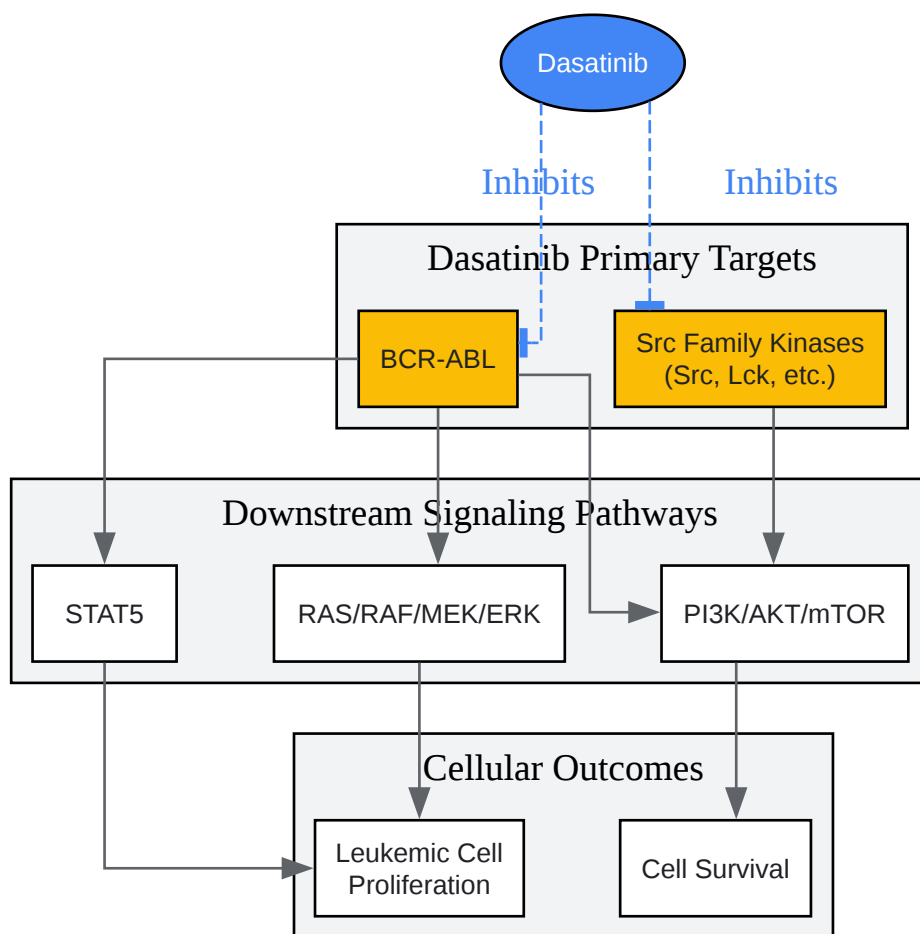 Dasatinib
Inhibits
Inhibits
Dasatinib Primary Targets
BCR-ABL
Src Family Kinases
(Src, Lck, etc.)
Downstream Signaling Pathways
STAT5
RAS/RAF/MEK/ERK
PI3K/AKT/mTOR
Cellular Outcomes
Leukemic Cell
Proliferation
Cell Survival